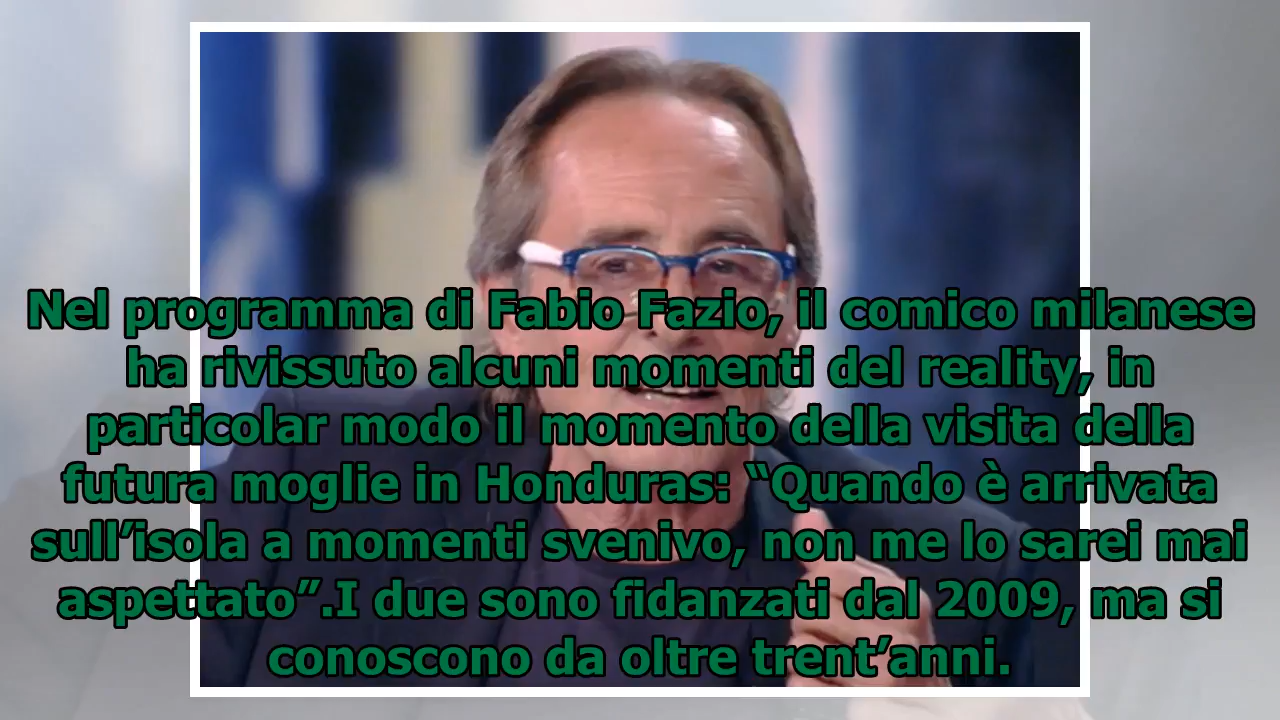 Nel programma di Fabio Fazio, il comico milanese
ha rivissuto alcuni momenti del reality, in
particolar modo il momento della visita della
futura moglie in Honduras: “Quando è arrivata
sull’isola a momenti svenivo, non me lo sarei mai
aspettato”.I due sono fidanzati dal 2009, ma si
conoscono da oltre trent’anni.